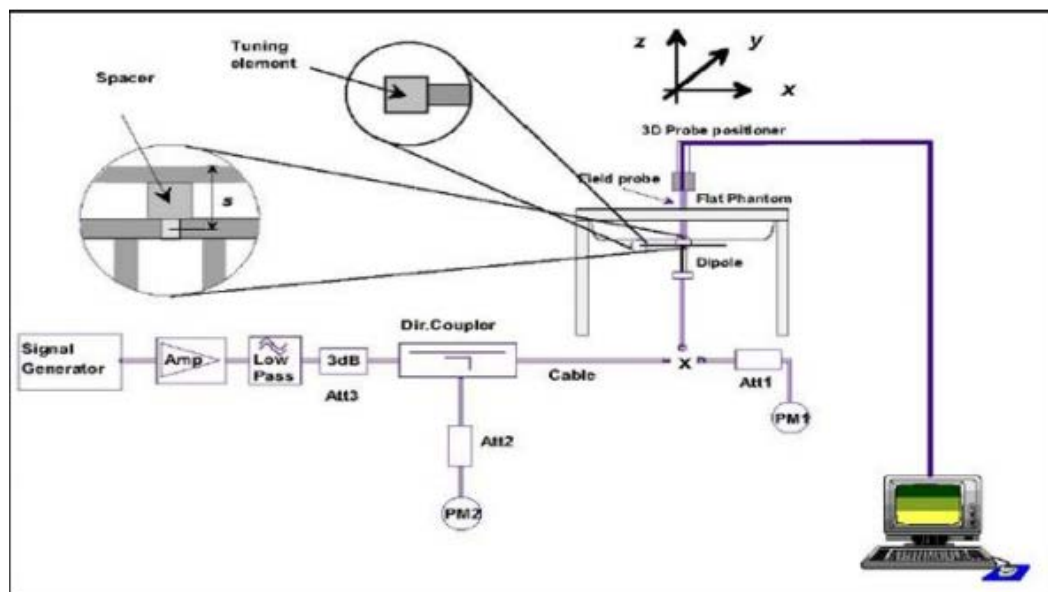 Tuning
element
Spacer
s
z
y
x
3D Probe positioner
Field probe
Flat Phantom
Dipole
Dir.Coupler
Signal
Generator
Amp
Low
Pass
3dB
Att3
Cable
x
Att1
PM1
Att2
PM2